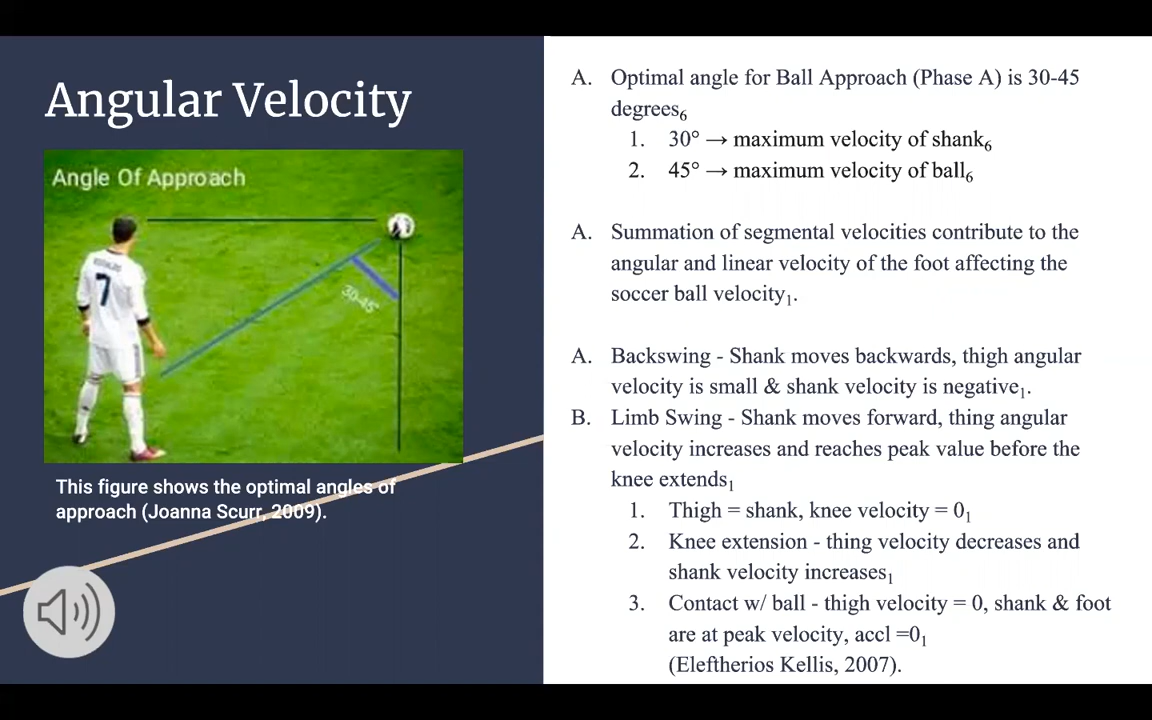 Angular Velocity
Angle Of Approach
7
30-45°
This figure shows the optimal angles of
approach (Joanna Scurr, 2009).
A. Optimal angle for Ball Approach (Phase A) is 30-45
degrees6
1. 30° → maximum velocity of shank6
2. 45° → maximum velocity of ball6
A. Summation of segmental velocities contribute to the
angular and linear velocity of the foot affecting the
soccer ball velocity1.
A. Backswing - Shank moves backwards, thigh angular
velocity is small & shank velocity is negative1.
B. Limb Swing - Shank moves forward, thing angular
velocity increases and reaches peak value before the
knee extends1
1. Thigh = shank, knee velocity = 01
2. Knee extension - thing velocity decreases and
shank velocity increases1
3. Contact w/ ball - thigh velocity = 0, shank & foot
are at peak velocity, accl =01
(Eleftherios Kellis, 2007).